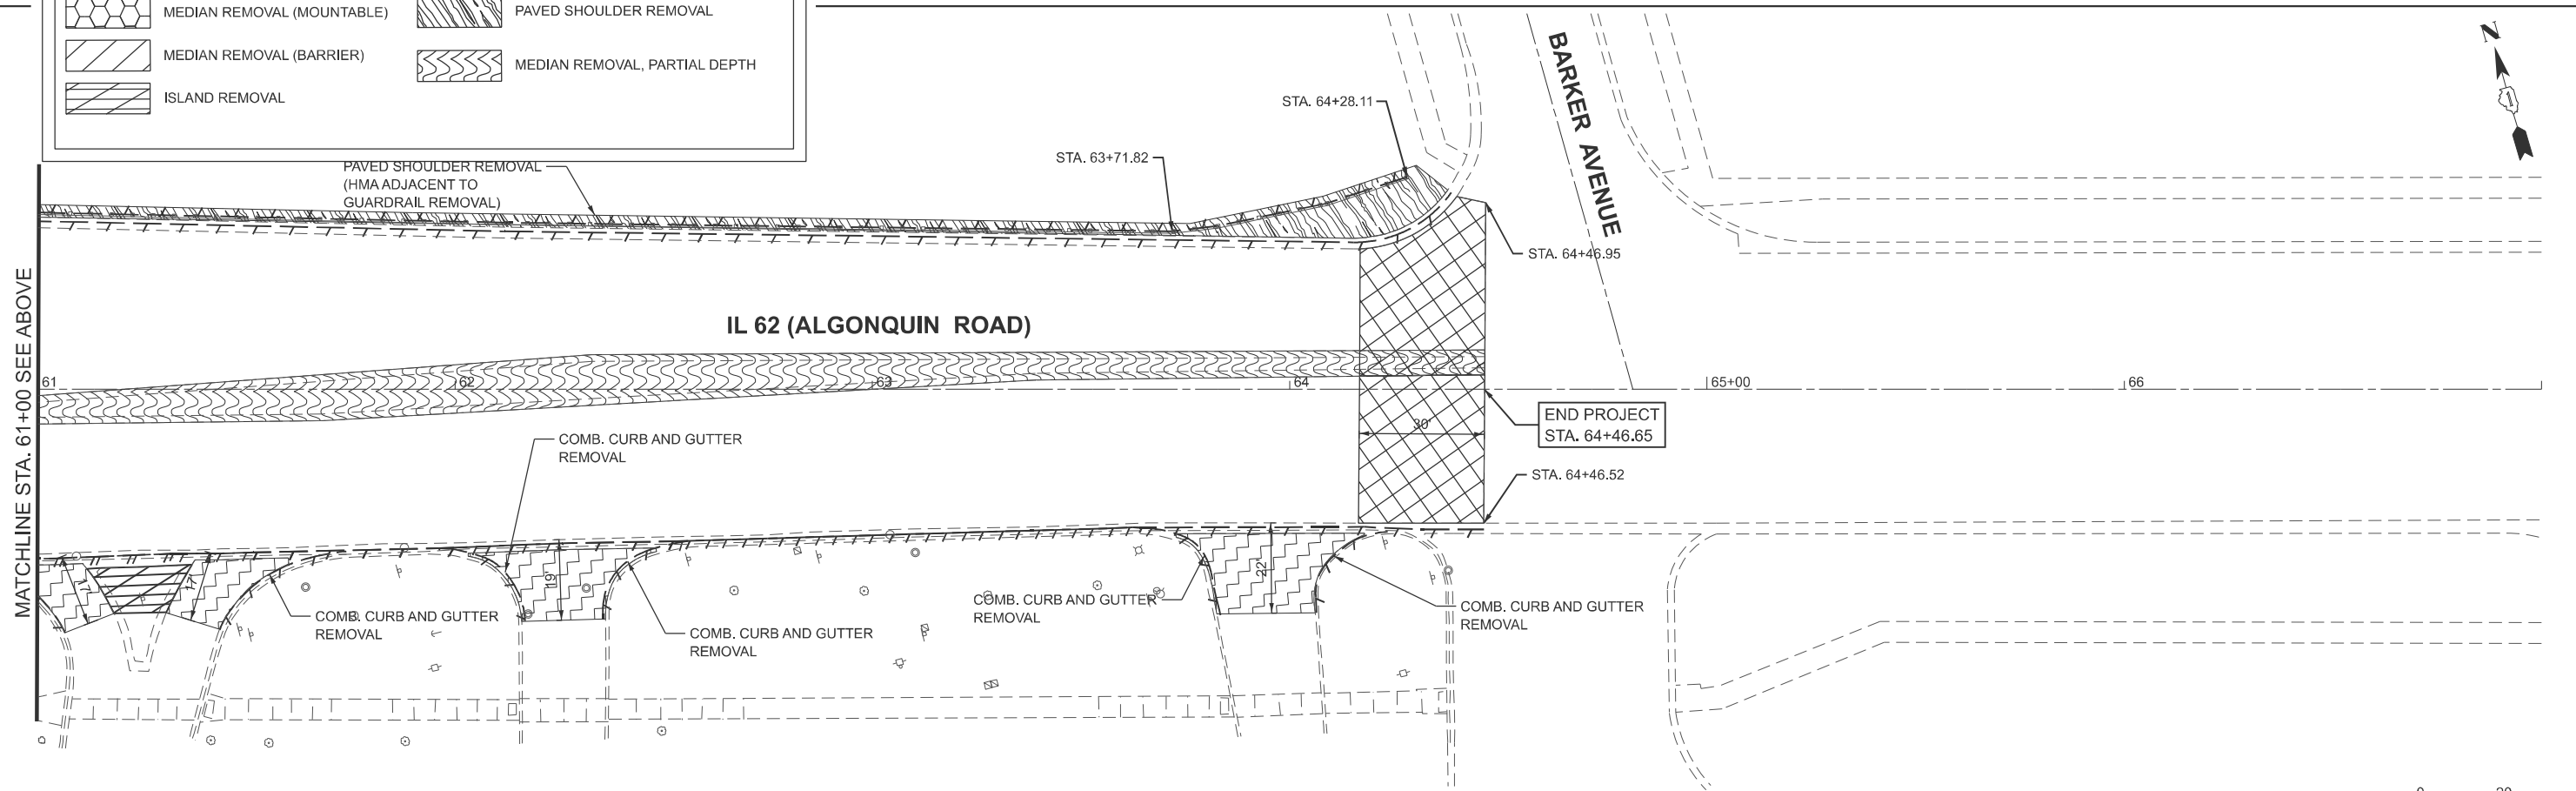 MEDIAN REMOVAL (MOUNTABLE)
PAVED SHOULDER REMOVAL
MEDIAN REMOVAL (BARRIER)
MEDIAN REMOVAL, PARTIAL DEPTH
ISLAND REMOVAL
N
BARKER AVENUE
STA. 64+28.11
STA. 63+71.82
PAVED SHOULDER REMOVAL
(HMA ADJACENT TO
GUARDRAIL REMOVAL)
STA. 64+46.95
MATCHLINE STA. 61+00 SEE ABOVE
IL 62 (ALGONQUIN ROAD)
61
62
63
64
65+00
66
END PROJECT
STA. 64+46.65
30'
COMB. CURB AND GUTTER
REMOVAL
STA. 64+46.52
17'
17'
19'
22'
COMB. CURB AND GUTTER
REMOVAL
COMB. CURB AND GUTTER
REMOVAL
COMB. CURB AND GUTTER
REMOVAL
COMB. CURB AND GUTTER
REMOVAL
0 20